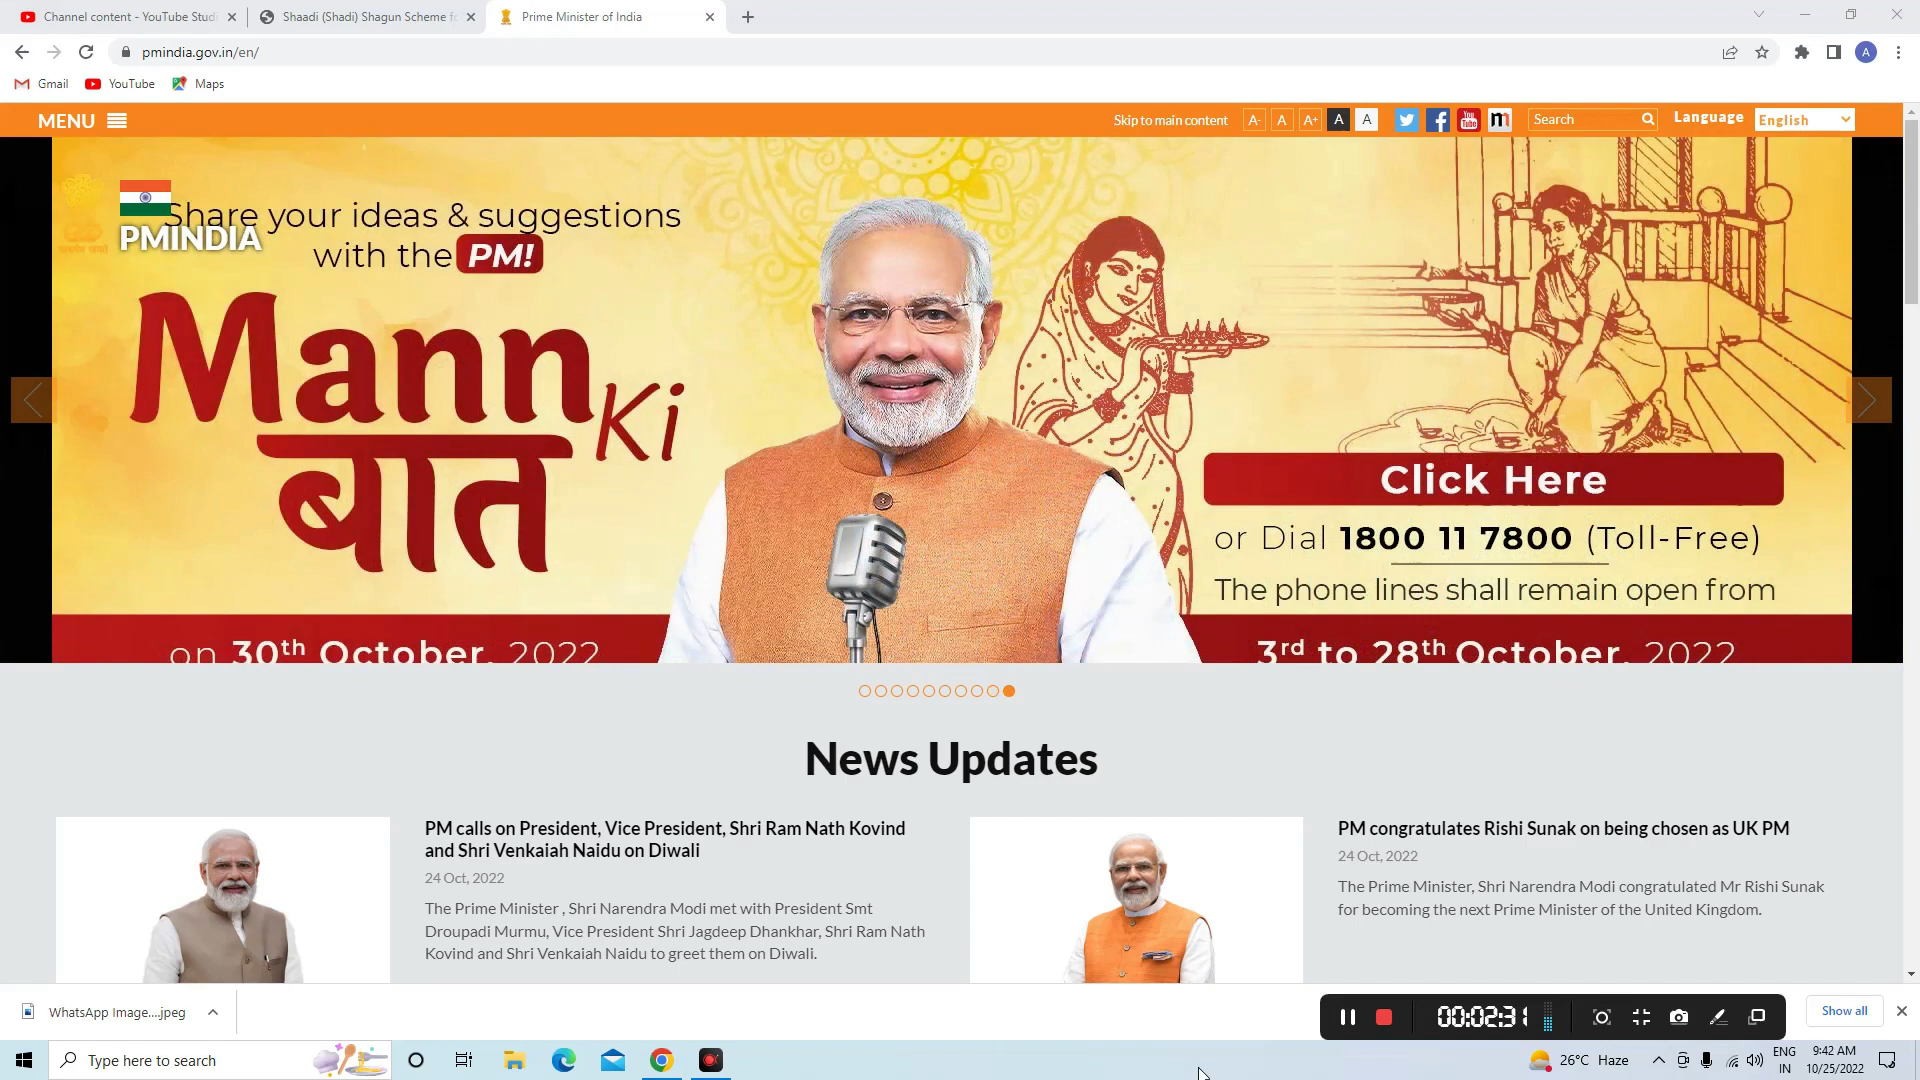 Channel content - YouTube Studi
Shaadi (Shadi) Shagun Scheme fo
Prime Minister of India
pmindia.gov.in/en/
A
Gmail
YouTube
Maps
MENU
Skip to main content
A-
A
A+
A
A
You Tube
m
Search
Language
English
Share your ideas & suggestions
PMINDIA
with the PM!
Mann
Ki
बात
Click Here
or Dial 1800 11 7800 (Toll-Free)
The phone lines shall remain open from
on 30th October, 2022
3rd to 28th October, 2022
News Updates
PM calls on President, Vice President, Shri Ram Nath Kovind
and Shri Venkaiah Naidu on Diwali
24 Oct, 2022
The Prime Minister , Shri Narendra Modi met with President Smt
Droupadi Murmu, Vice President Shri Jagdeep Dhankhar, Shri Ram Nath
Kovind and Shri Venkaiah Naidu to greet them on Diwali.
PM congratulates Rishi Sunak on being chosen as UK PM
24 Oct, 2022
The Prime Minister, Shri Narendra Modi congratulated Mr Rishi Sunak
for becoming the next Prime Minister of the United Kingdom.
WhatsApp Image....jpeg
00:02:31
Show all
Type here to search
26°C Haze
ENG
IN
9:42 AM
10/25/2022